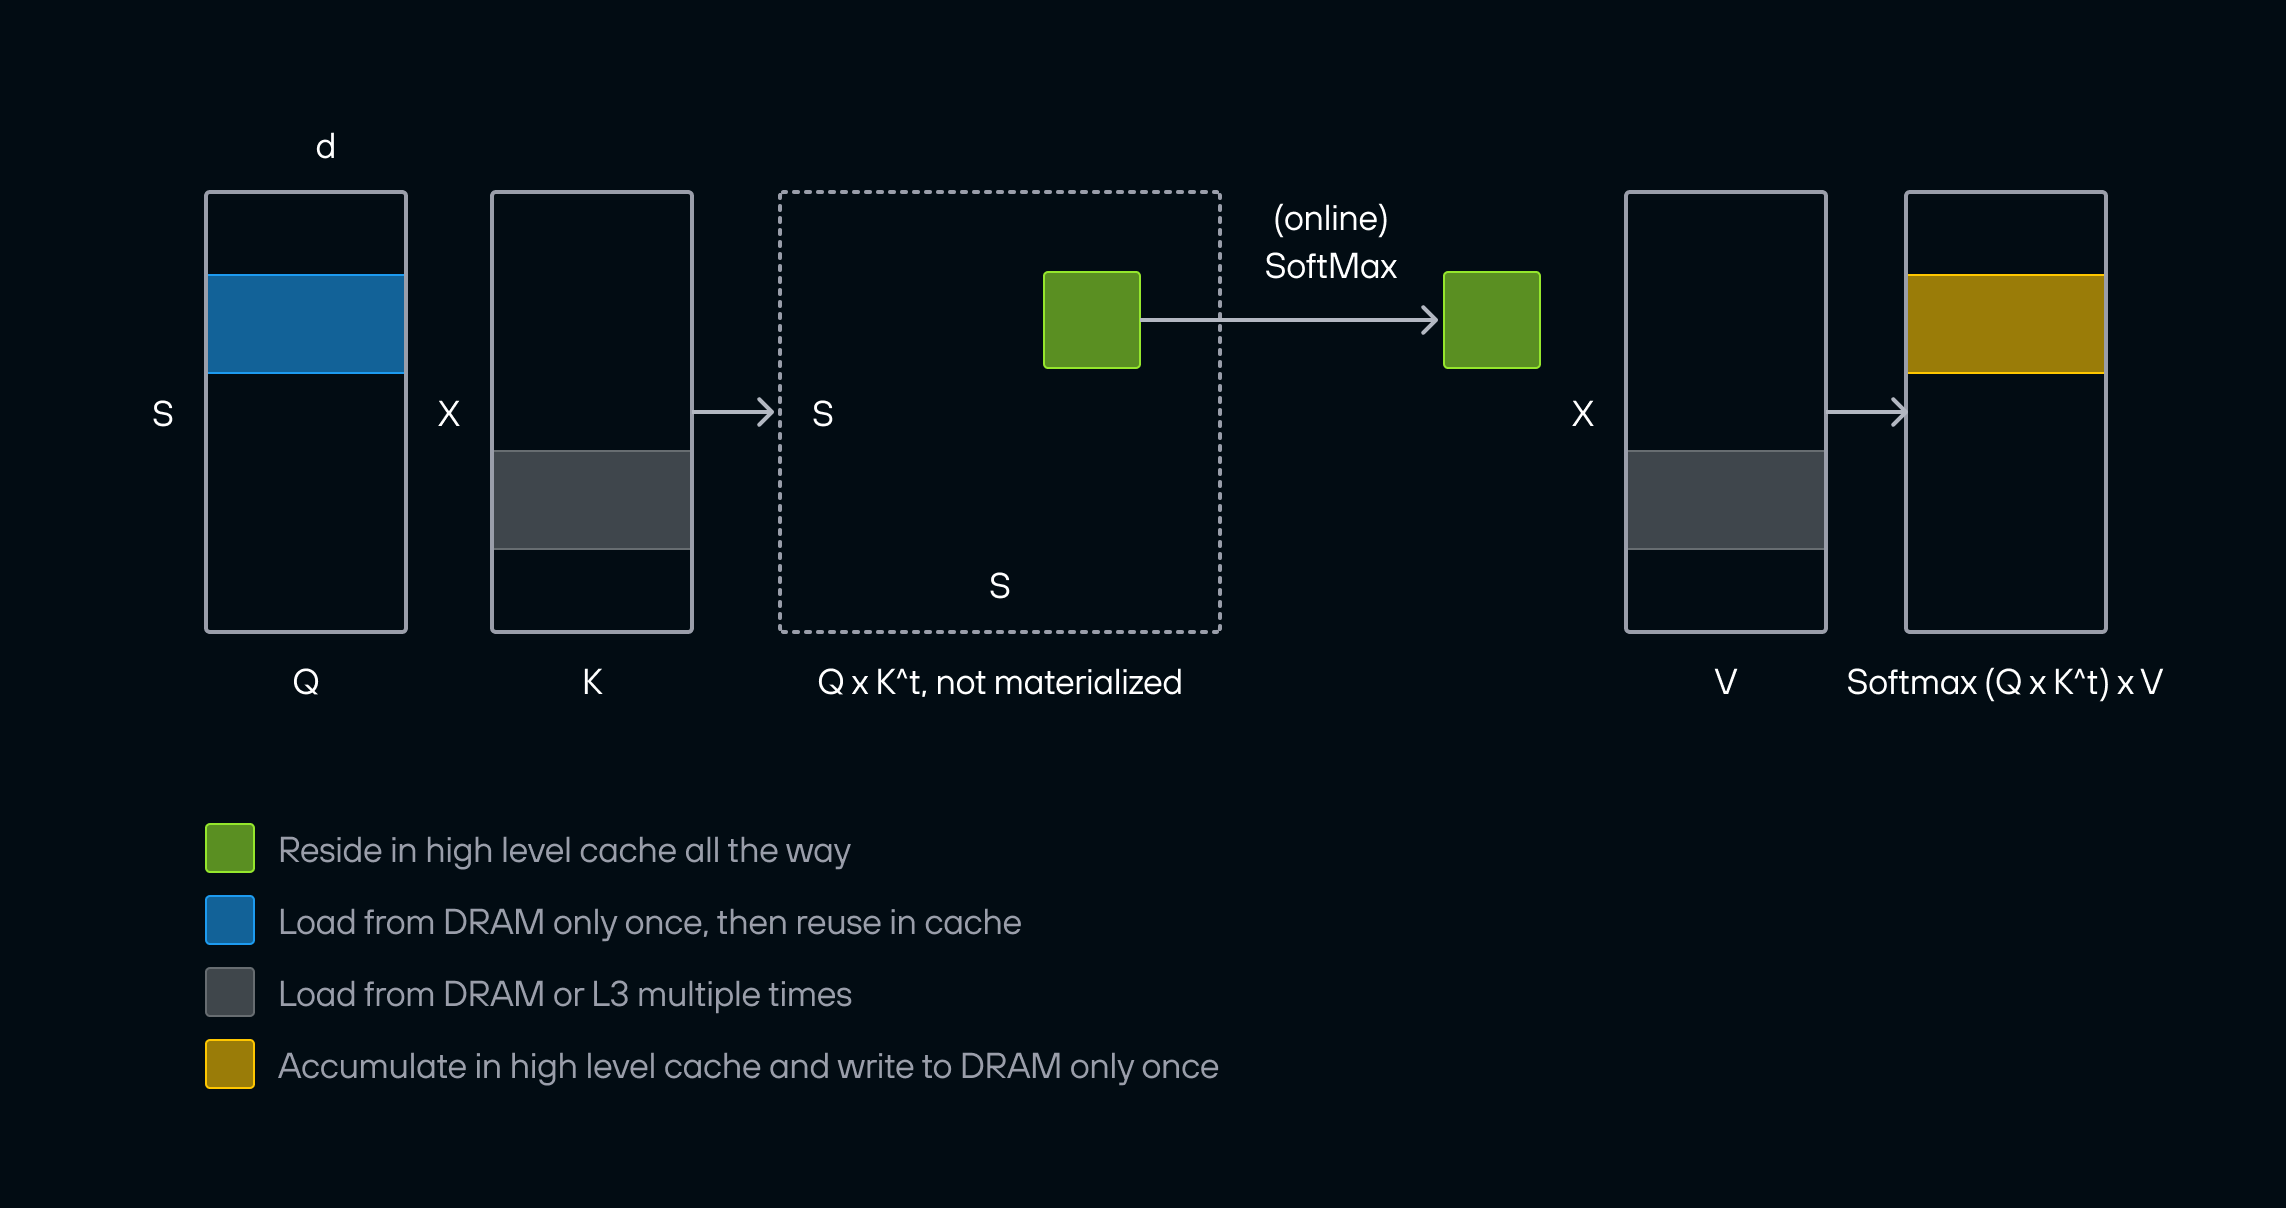 d
(online)
SoftMax
S
X
S
X
S
Q
K
Q x K^t, not materialized
V
Softmax (Q x K^t) x V
Reside in high level cache all the way
Load from DRAM only once, then reuse in cache
Load from DRAM or L3 multiple times
Accumulate in high level cache and write to DRAM only once